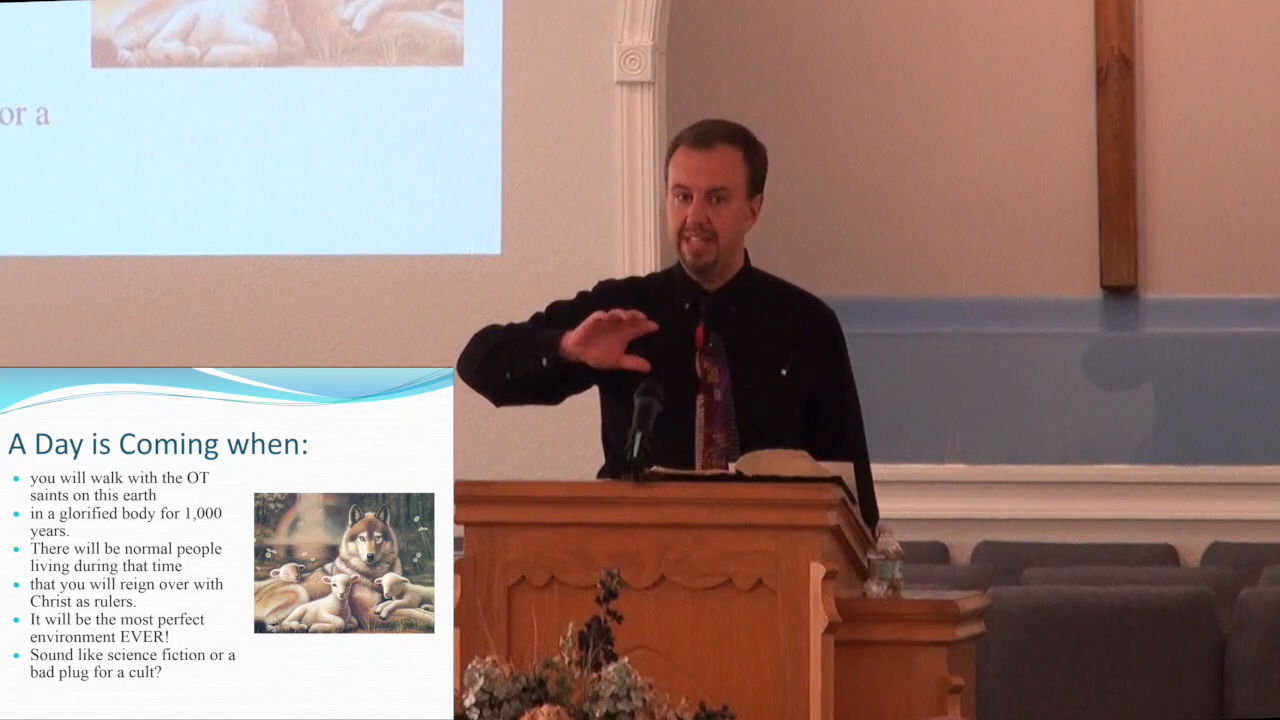 or a
A Day is Coming when:
you will walk with the OT
saints on this earth
in a glorified body for 1,000
years.
There will be normal people
living during that time
that you will reign over with
Christ as rulers.
It will be the most perfect
environment EVER!
Sound like science fiction or a
bad plug for a cult?